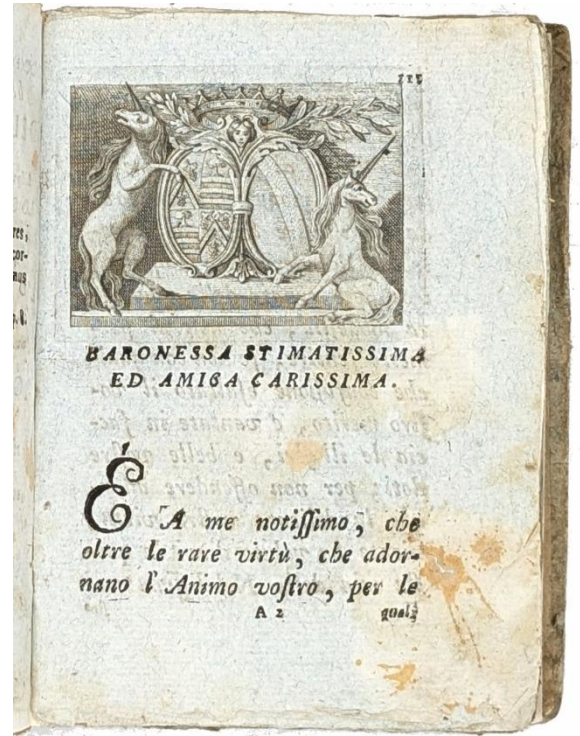 III
BARONESSA STIMATISSIMA
ED AMICA CARISSIMA.
É A me notiſſimo, che
oltre le rare virtù, che ador-
nano l'Animo voſtro, per le
A 2 quali